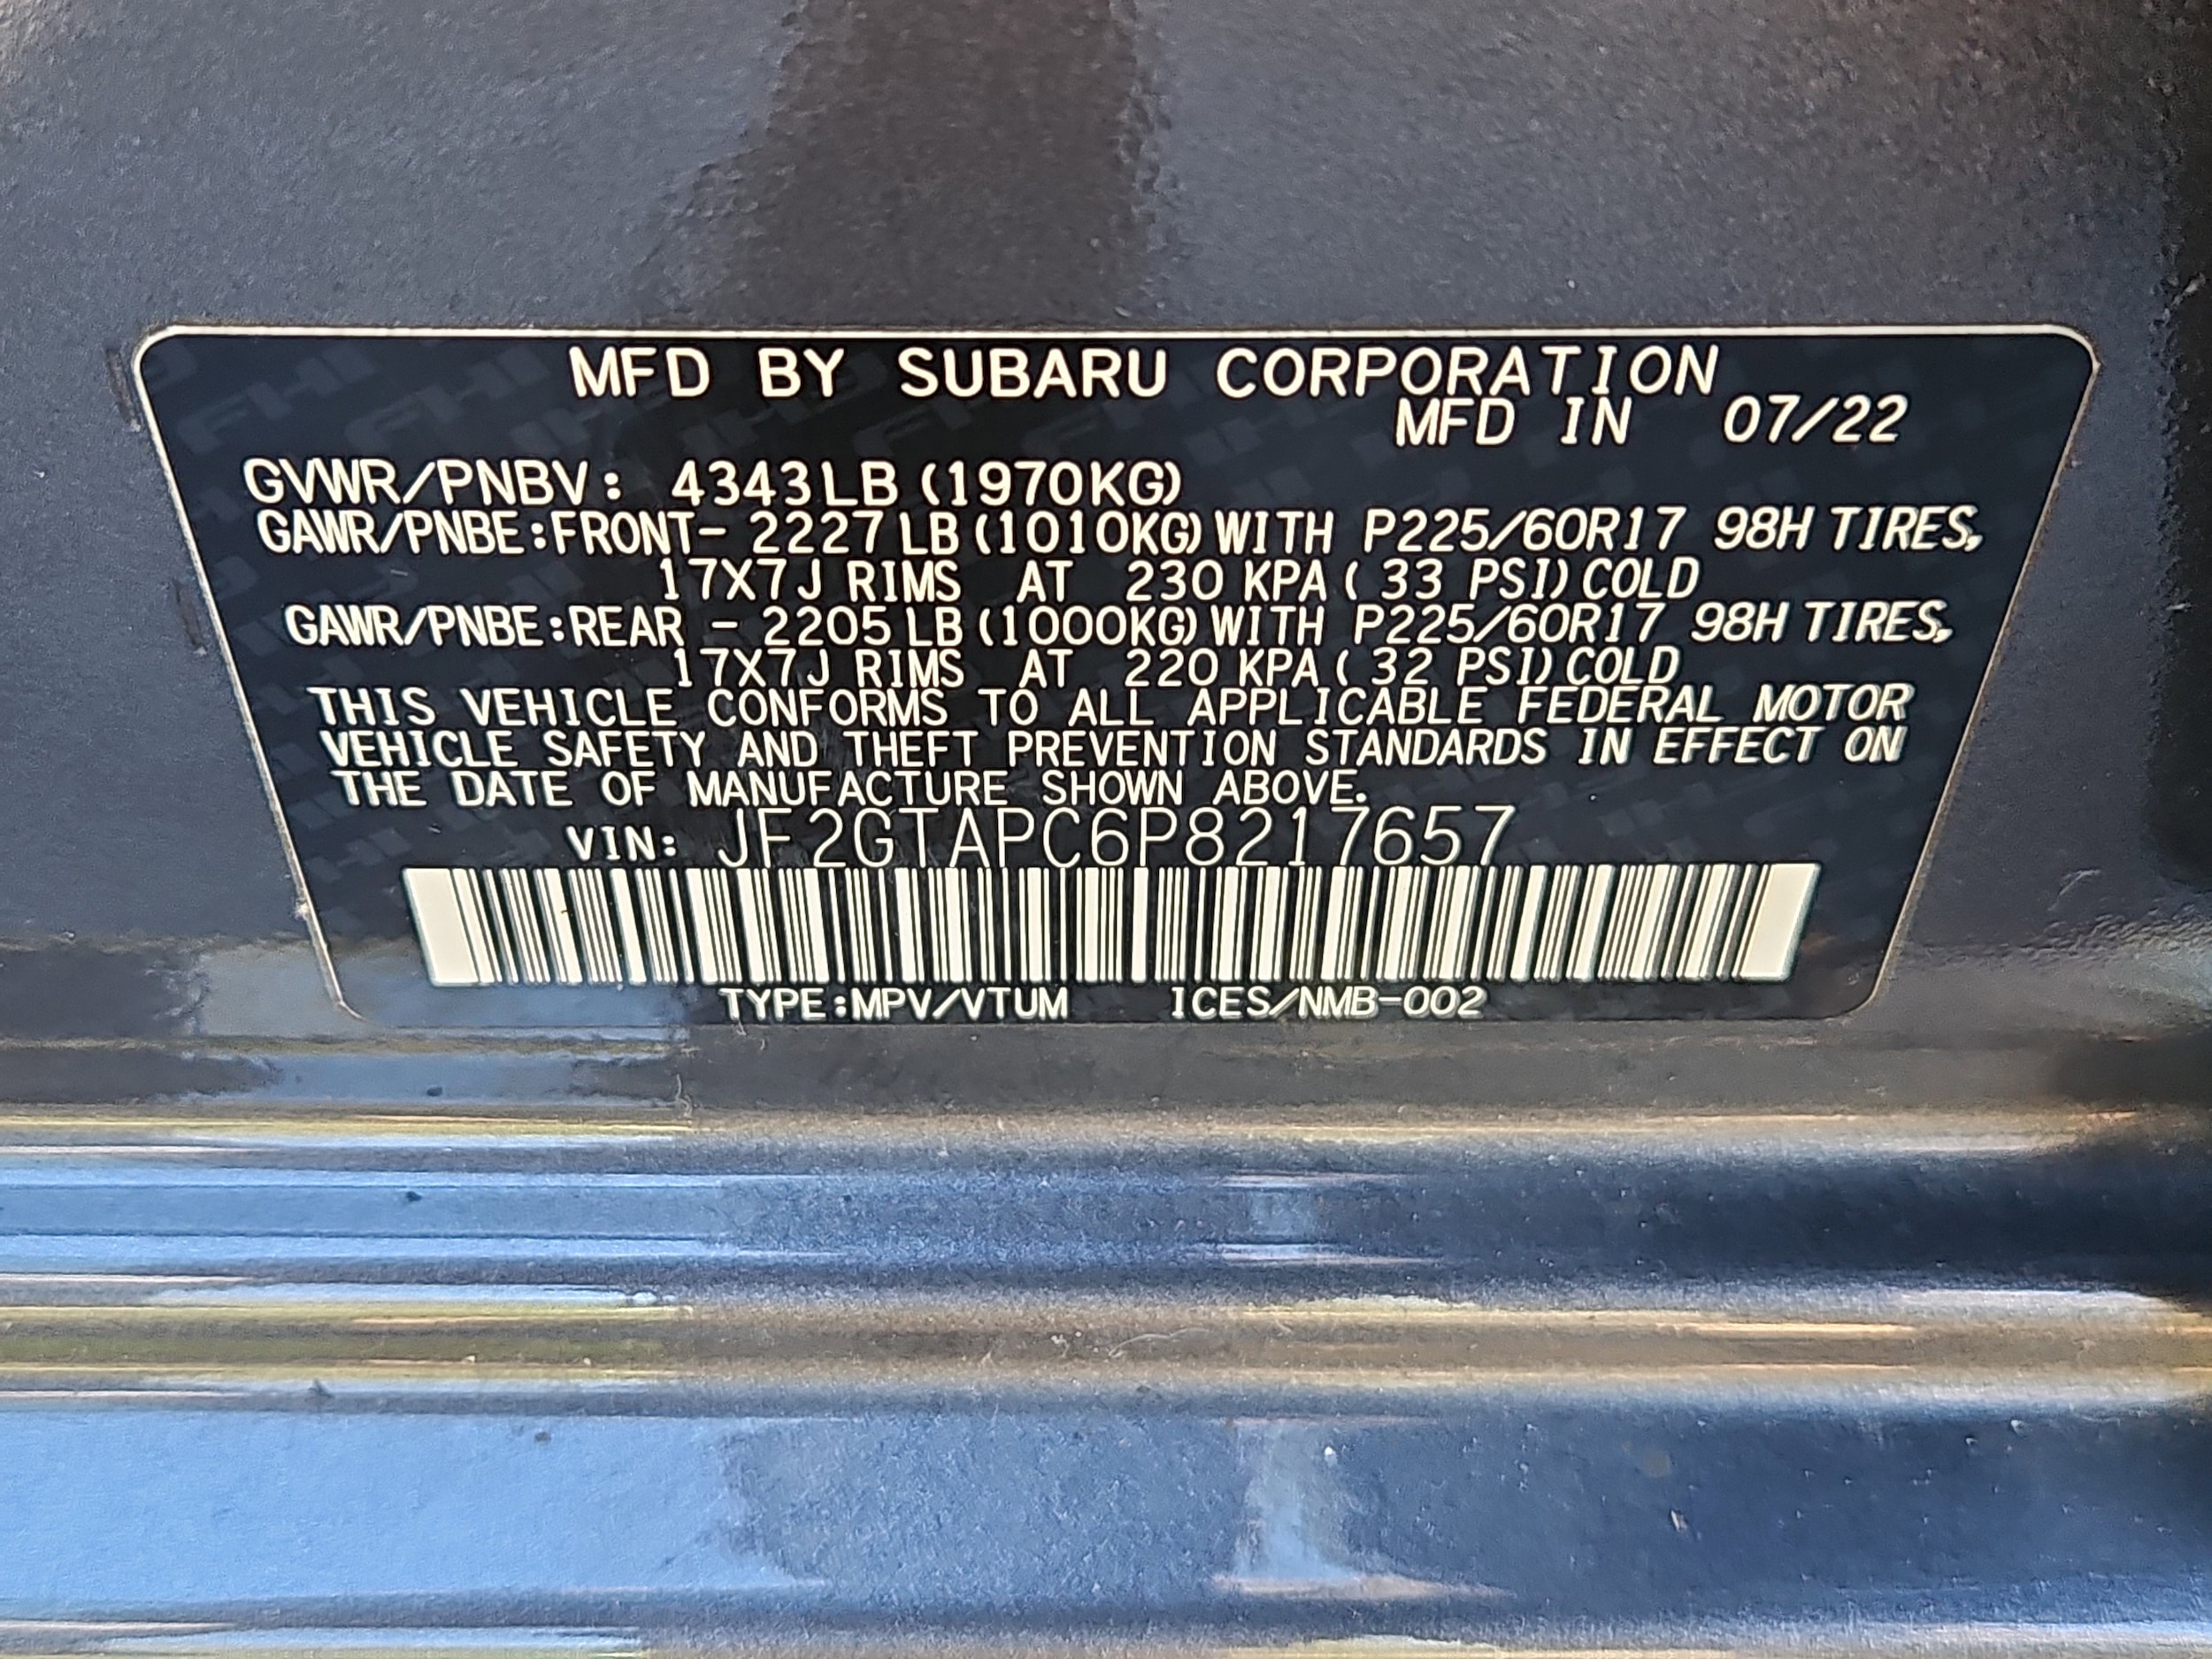 MFD BY SUBARU CORPORATION
MFD IN 07/22
GVWR/PNBV: 4343LB (1970KG)
GAWR/PNBE:FRONT- 2227 LB (1010KG) WITH P225/60R17 98H TIRES,
17X7J RIMS AT 230 KPA ( 33 PSI) COLD
GAWR/PNBE:REAR - 2205 LB (1000KG) WITH P225/60R17 98H TIRES,
17X7J RIMS AT 220 KPA ( 32 PSI) COLD
THIS VEHICLE CONFORMS TO ALL APPLICABLE FEDERAL MOTOR
VEHICLE SAFETY AND THEFT PREVENTION STANDARDS IN EFFECT ON
THE DATE OF MANUFACTURE SHOWN ABOVE.
VIN: JF2GTAPC6P8217657
TYPE:MPV/VTUM ICES/NMB-002